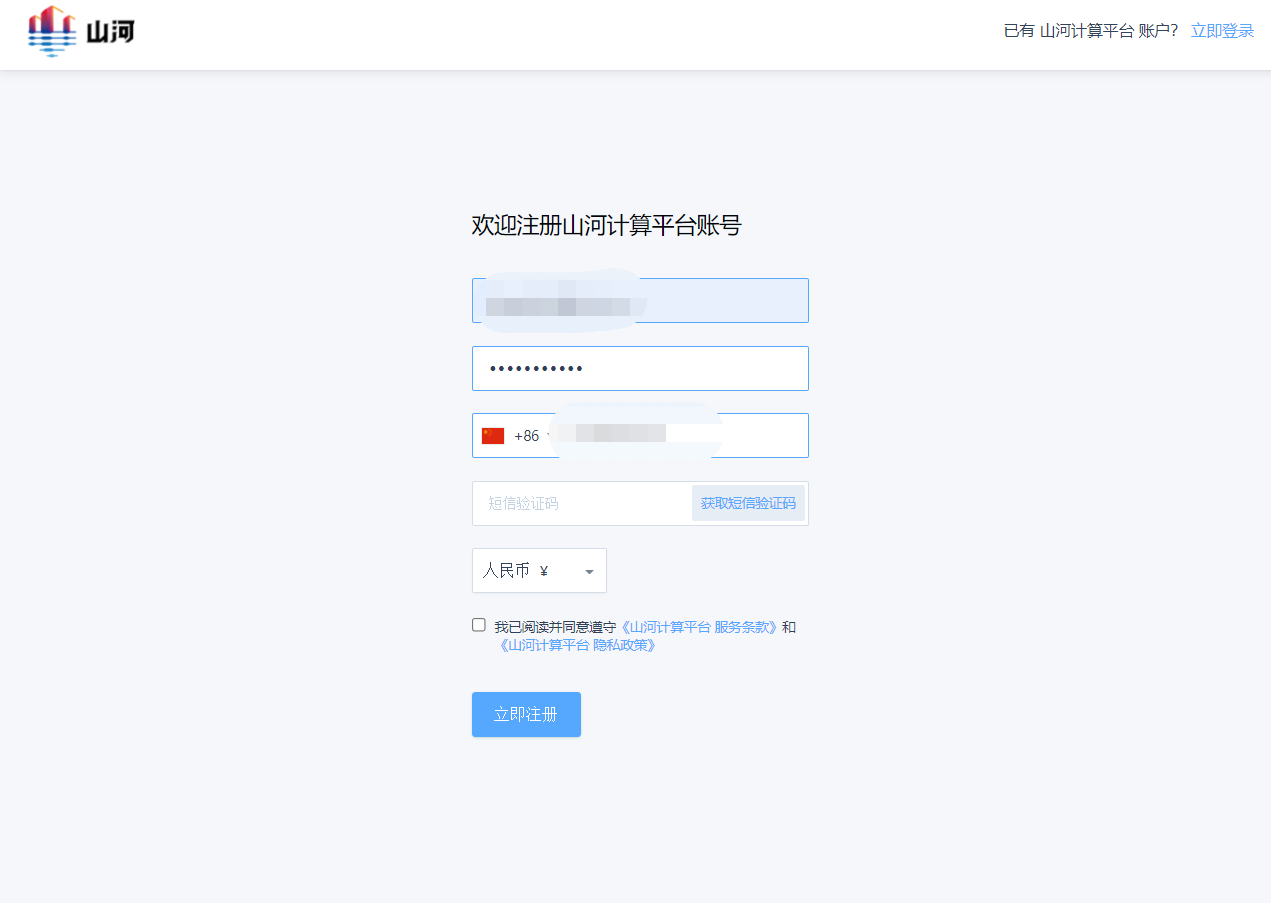 山河
已有 山河计算平台 账户? 立即登录
欢迎注册山河计算平台账号
•••••••••••
+86
短信验证码 获取短信验证码
人民币 ¥
我已阅读并同意遵守《山河计算平台 服务条款》和
《山河计算平台 隐私政策》
立即注册